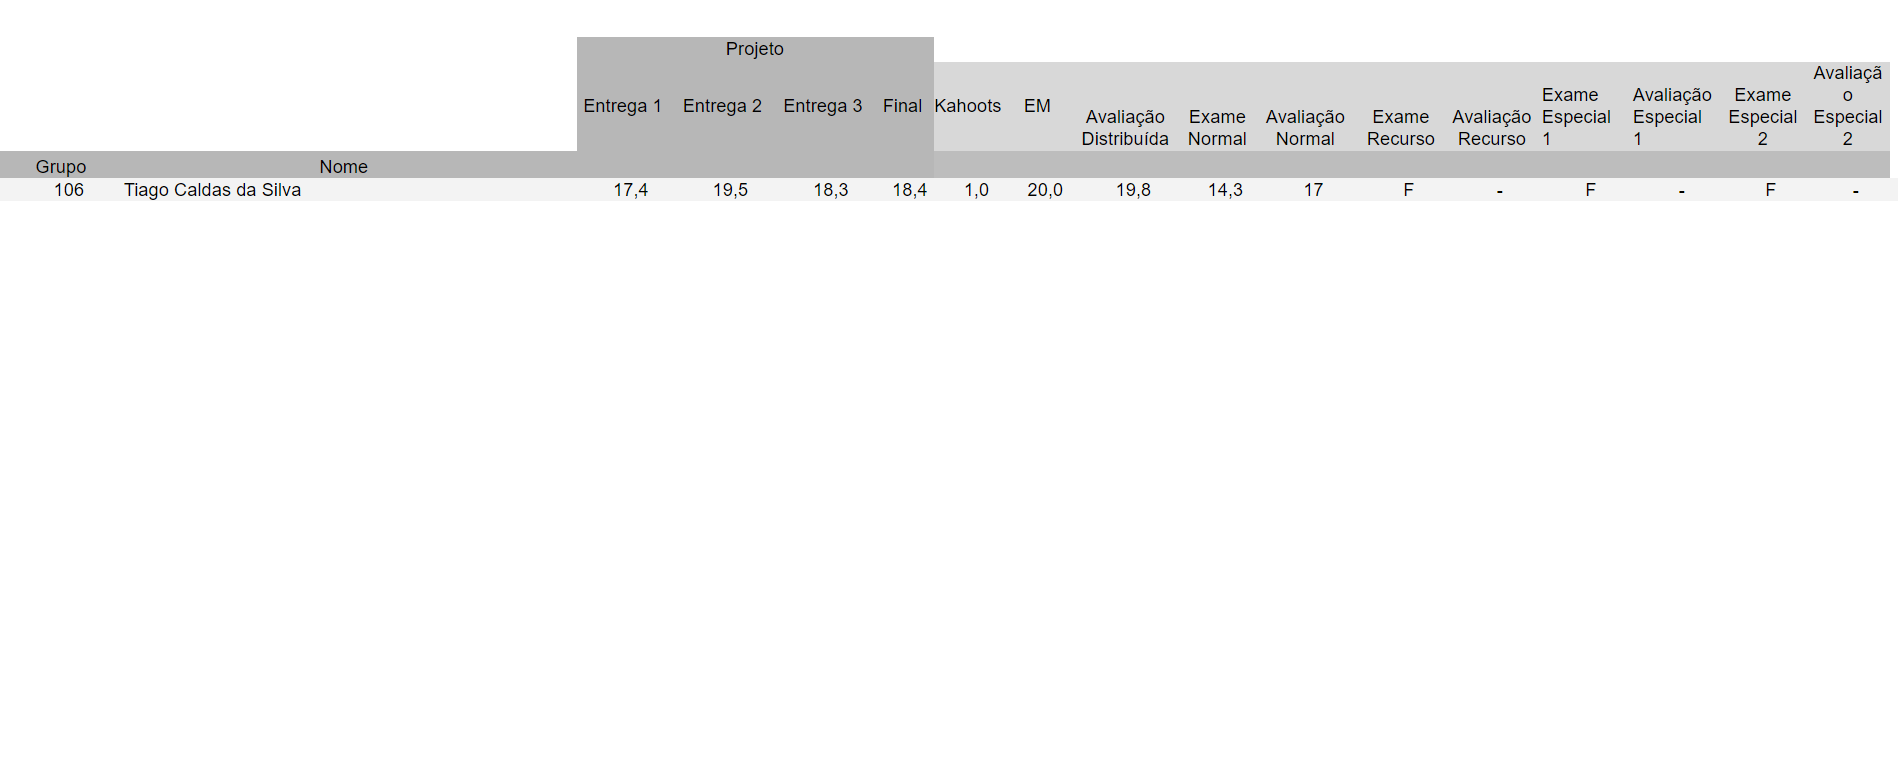 Projeto
Entrega 1 Entrega 2 Entrega 3 Final Kahoots EM Avaliação Distribuída Exame Normal Avaliação Normal Exame Recurso Avaliação Recurso Exame Especial 1 Avaliação Especial 1 Exame Especial 2 Avaliaçã o Especial 2
Grupo Nome
106 Tiago Caldas da Silva 17,4 19,5 18,3 18,4 1,0 20,0 19,8 14,3 17 F - F - F -